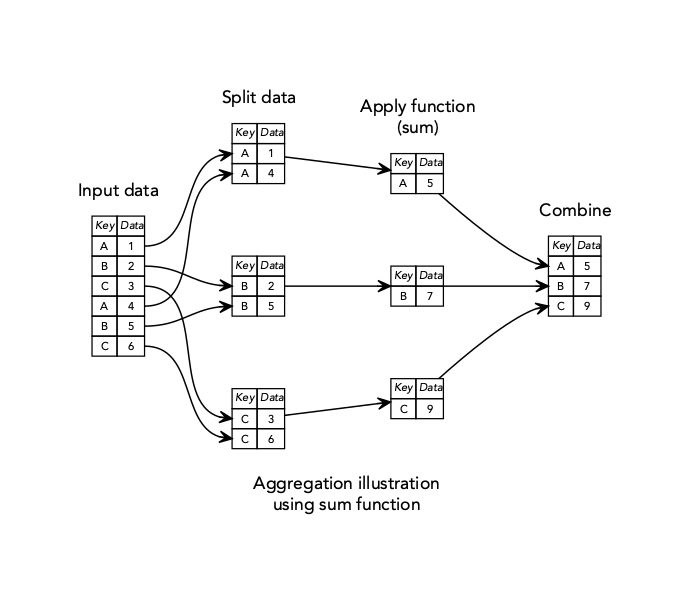 Split data
Apply function
(sum)
Input data
Combine
Key Data
A 1
B 2
C 3
A 4
B 5
C 6
Key Data
A 1
A 4
Key Data
B 2
B 5
Key Data
C 3
C 6
Key Data
A 5
Key Data
B 7
Key Data
C 9
Key Data
A 5
B 7
C 9
Aggregation illustration
using sum function